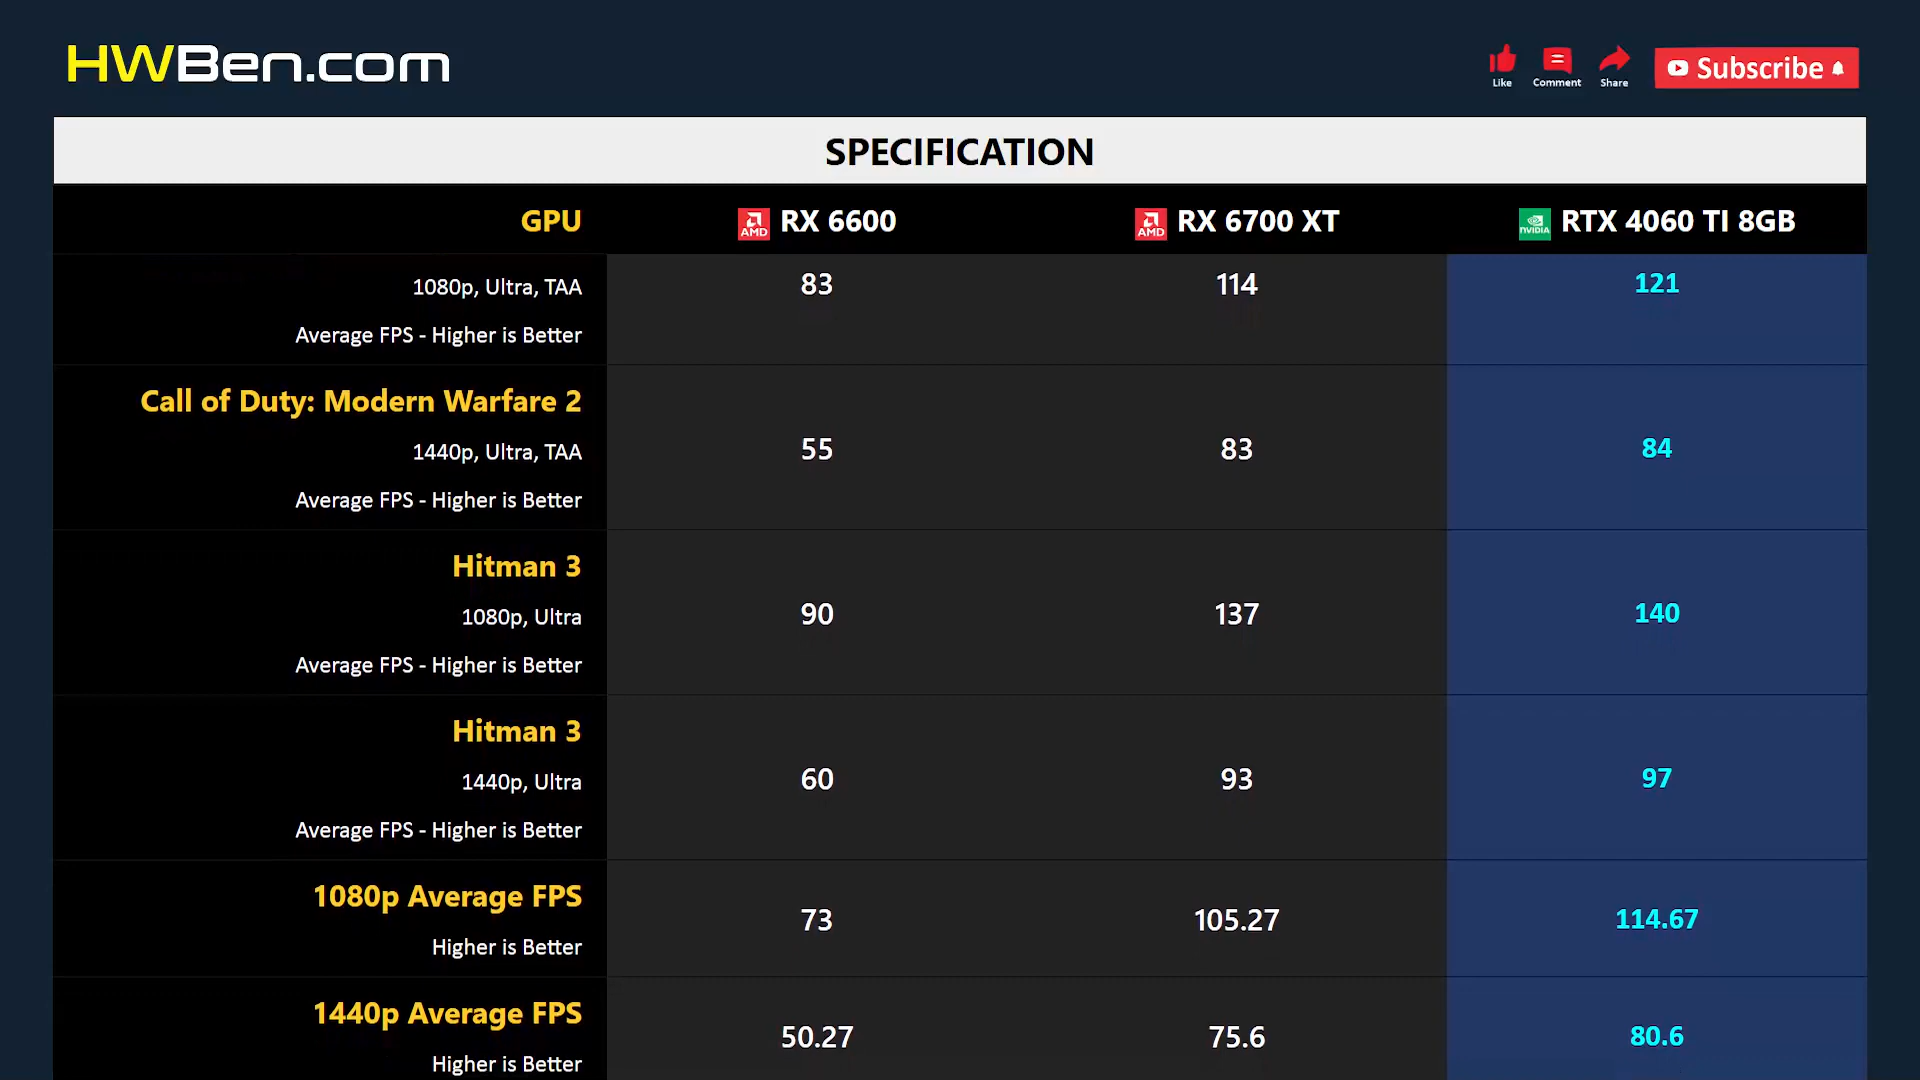 HWBen.com
Like
Comment
Share
Subscribe
SPECIFICATION
GPU AMD RX 6600 AMD RX 6700 XT NVIDIA RTX 4060 TI 8GB
1080p, Ultra, TAA 83 114 121
Average FPS - Higher is Better
Call of Duty: Modern Warfare 2
1440p, Ultra, TAA 55 83 84
Average FPS - Higher is Better
Hitman 3
1080p, Ultra 90 137 140
Average FPS - Higher is Better
Hitman 3
1440p, Ultra 60 93 97
Average FPS - Higher is Better
1080p Average FPS 73 105.27 114.67
Higher is Better
1440p Average FPS 50.27 75.6 80.6
Higher is Better